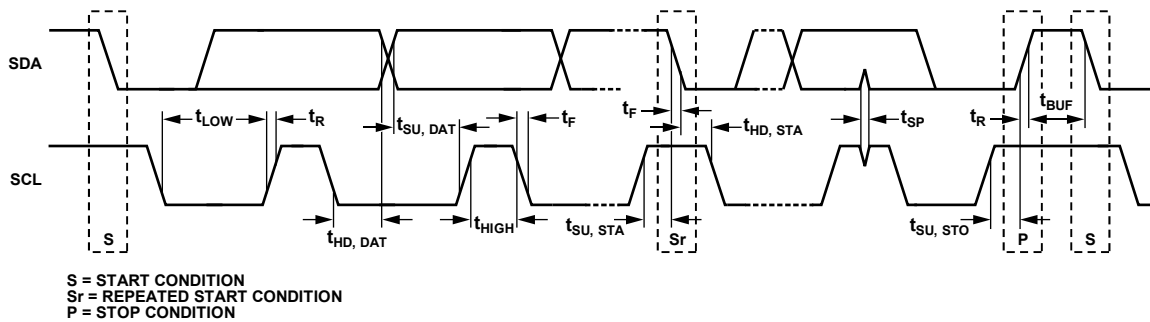 SDA
tLOW
tR
tSU, DAT
tF
tF
tHD, STA
tSP
tR
tBUF
SCL
tHD, DAT
tHIGH
tSU, STA
tSU, STO
S
Sr
P
S
S = START CONDITION
Sr = REPEATED START CONDITION
P = STOP CONDITION